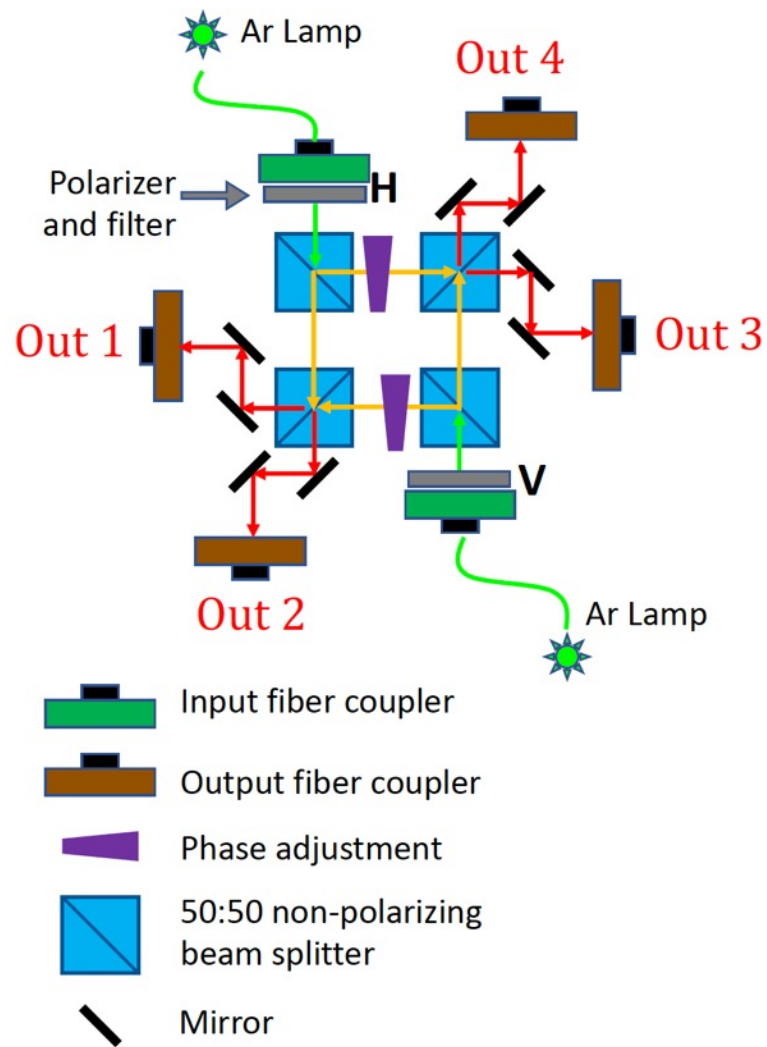 Ar Lamp
Out 4
Polarizer
and filter
H
Out 1
Out 3
V
Out 2
Ar Lamp
Input fiber coupler
Output fiber coupler
Phase adjustment
50:50 non-polarizing
beam splitter
Mirror